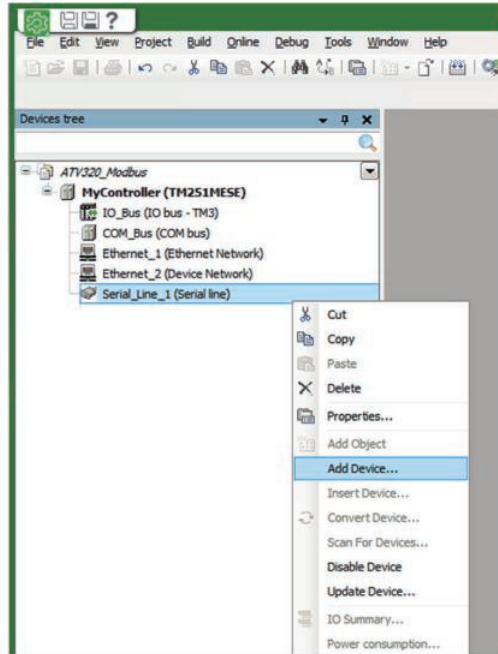 ?
File Edit View Project Build Online Debug Tools Window Help
Devices tree
ATV320_Modbus
MyController (TM251MESE)
IO_Bus (IO bus - TM3)
COM_Bus (COM bus)
Ethernet_1 (Ethernet Network)
Ethernet_2 (Device Network)
Serial_Line_1 (Serial line)
Cut
Copy
Paste
Delete
Properties...
Add Object
Add Device...
Insert Device...
Convert Device...
Scan For Devices...
Disable Device
Update Device...
IO Summary...
Power consumption...